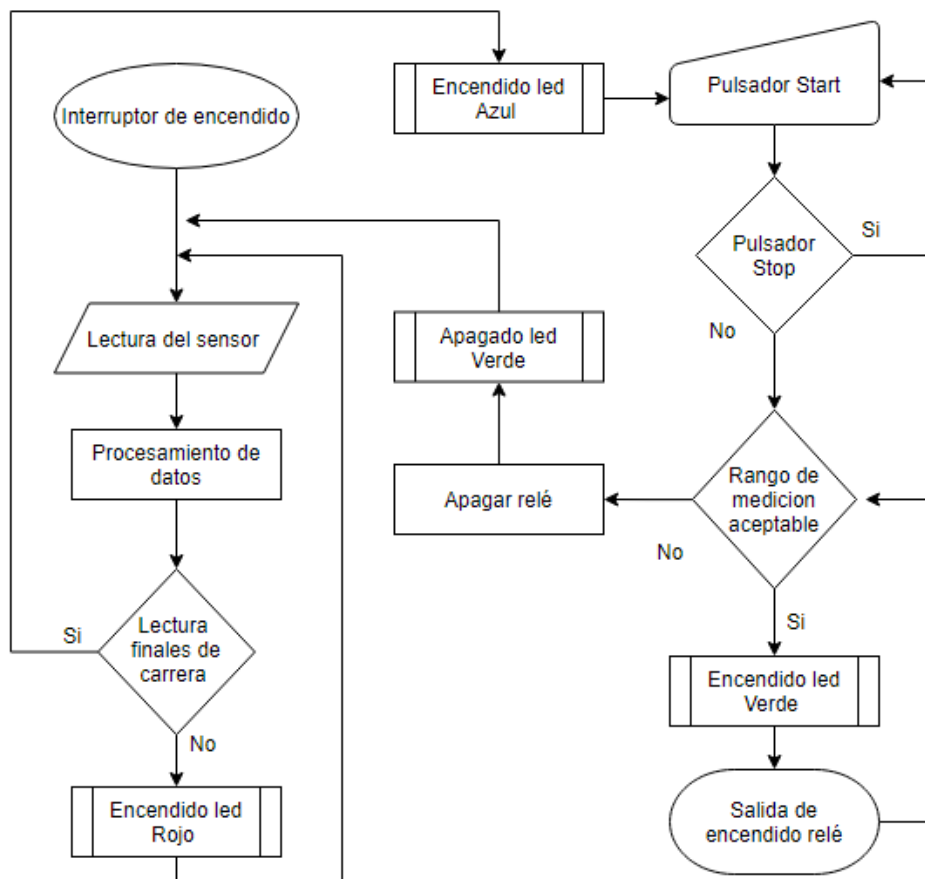 Interruptor de encendido
Lectura del sensor
Procesamiento de
datos
Lectura
finales de
carrera
Si
No
Encendido led
Rojo
Encendido led
Azul
Pulsador Start
Pulsador
Stop
Si
No
Rango de
medicion
aceptable
No
Apagar relé
Apagado led
Verde
Si
Encendido led
Verde
Salida de
encendido relé